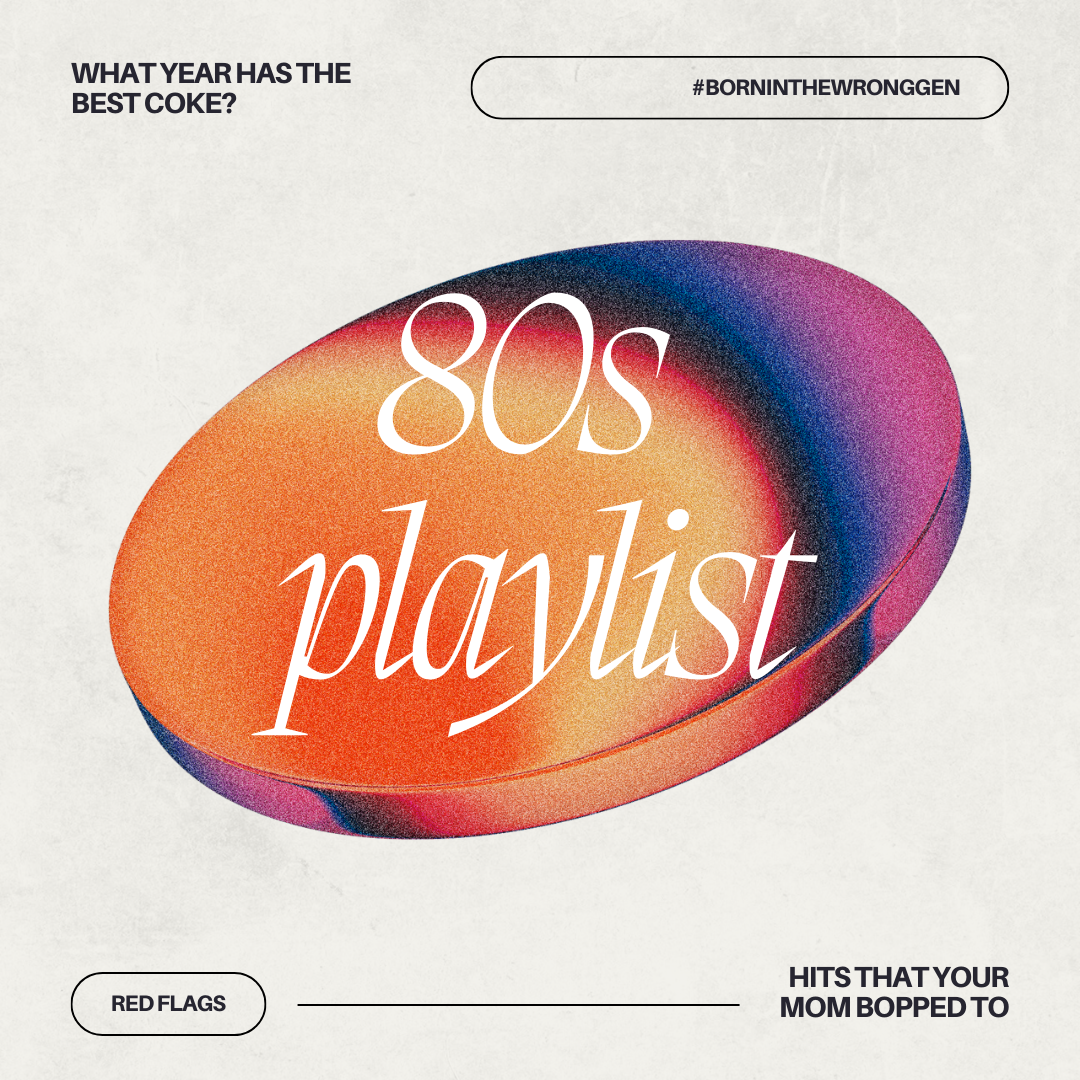 WHAT YEAR HAS THE
BEST COKE?
#BORNINTHEWRONGGEN
80s
playlist
RED FLAGS
HITS THAT YOUR
MOM BOPPED TO